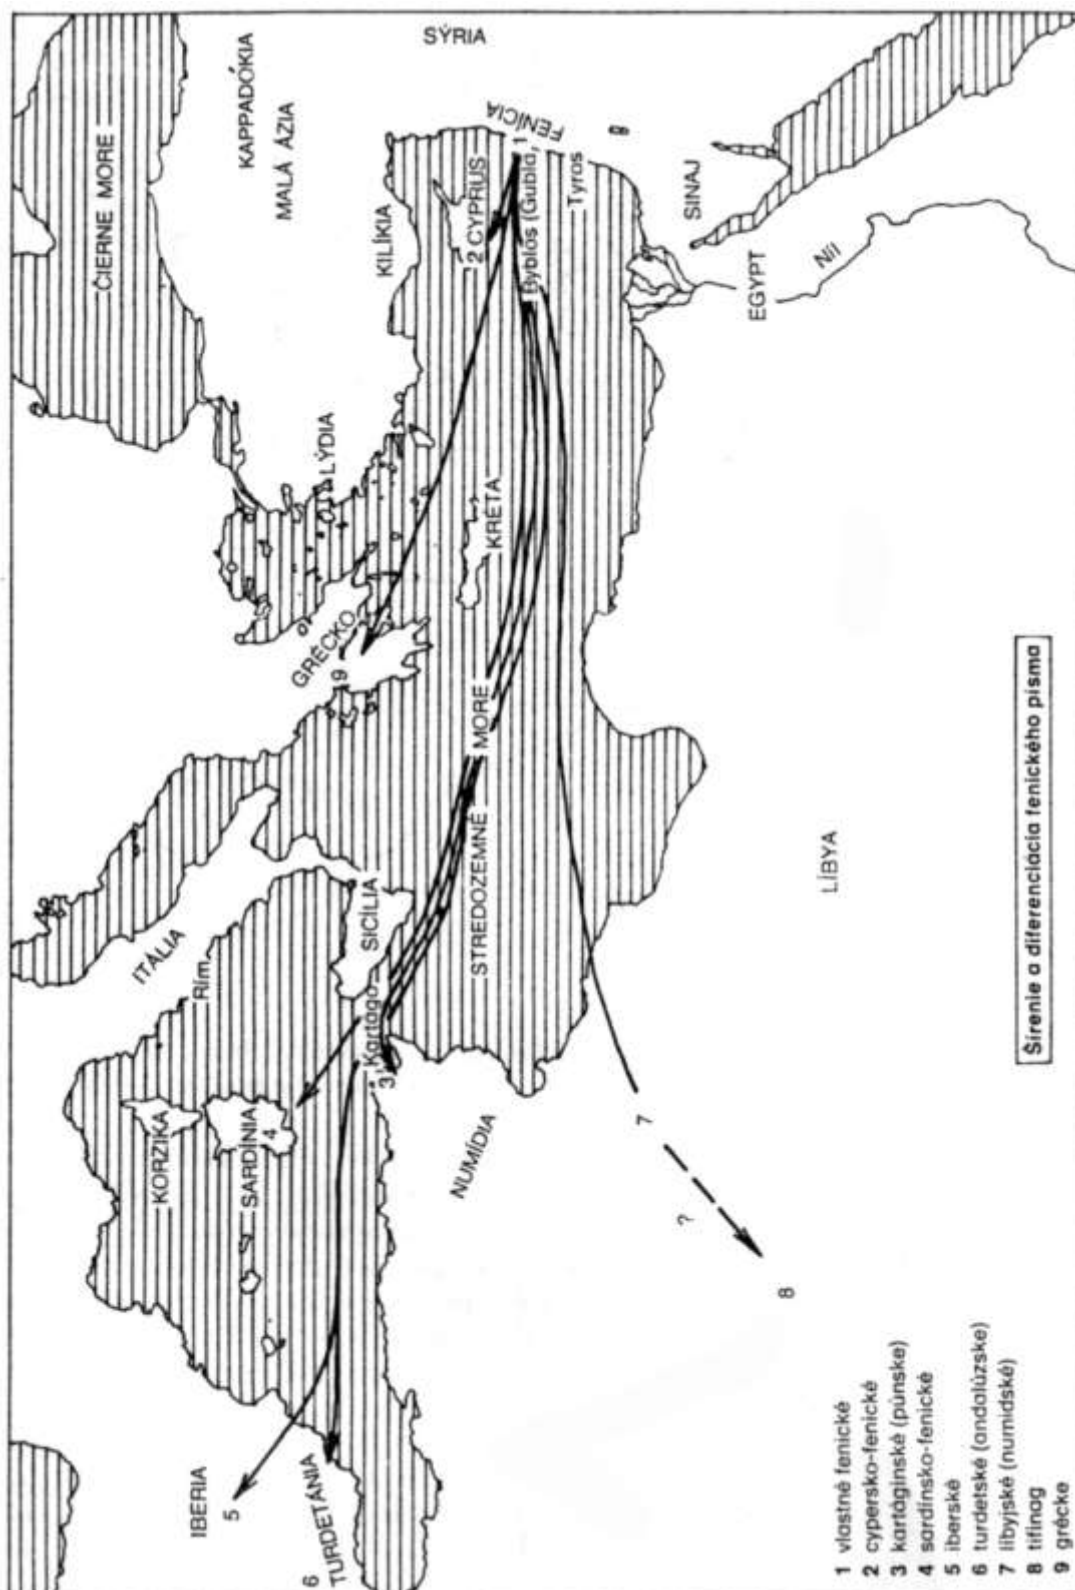 ČIERNE MORE
KAPPADÓKIA
MALÁ ÁZIA
SÝRIA
KILÍKIA
LÝDIA
FENÍCIA
2 CYPRUS
1
Byblos (Gubla,
Tyros
SINAJ
EGYPT
Níl
KRÉTA
GRÉCKO
9
ITÁLIA
Rím
SICÍLIA
STREDOZEMNÉ MORE
KORZIKA
SARDÍNIA
4
Kartágo
3
NUMÍDIA
LÍBYA
7
?
8
IBERIA
5
6
TURDETÁNIA
Šírenie a diferenciácia fenického písma
1 vlastné fenické
2 cypersko-fenické
3 kartáginské (púnske)
4 sardínsko-fenické
5 iberské
6 turdetské (andalúzske)
7 líbyjské (numidské)
8 tifinag
9 grécke